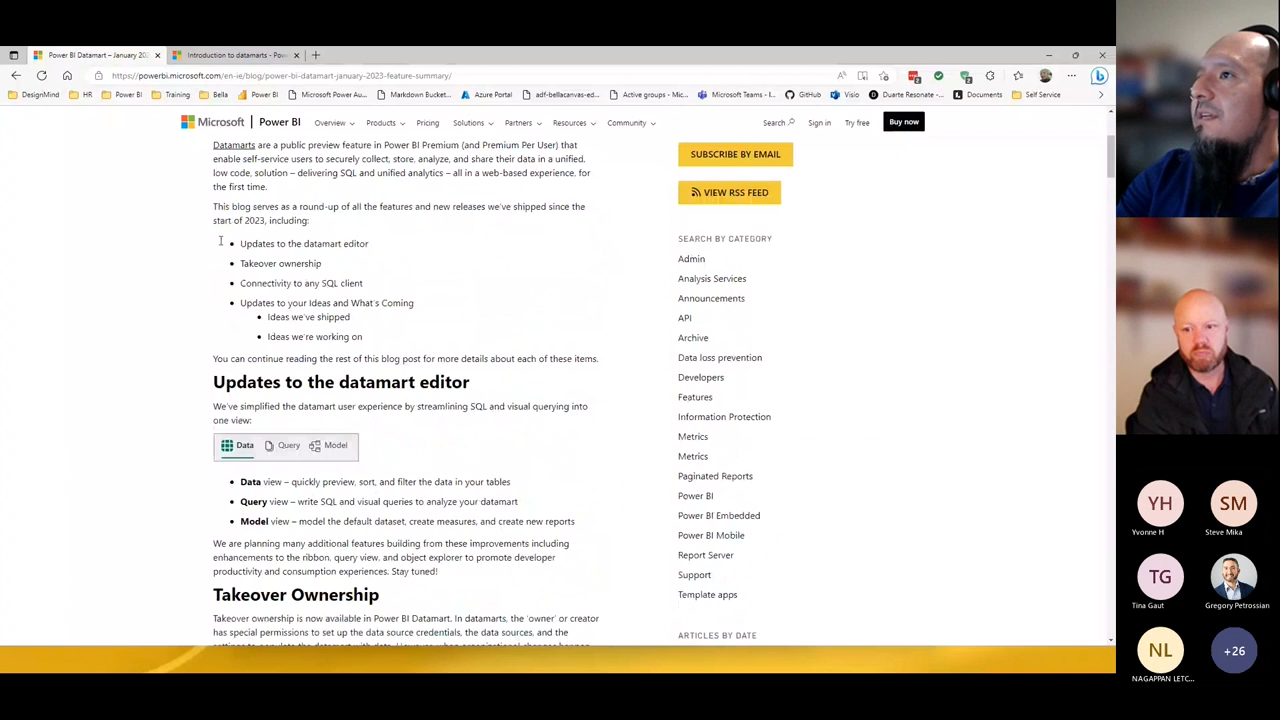 Power BI Datamart – January 202
Introduction to datamarts - Pow
https://powerbi.microsoft.com/en-ie/blog/power-bi-datamart-january-2023-feature-summary/
DesignMind
HR
Power BI
Training
Bella
Power BI
Microsoft Power Au...
Markdown Bucket...
Azure Portal
adf-bellacanvas-ed...
Active groups - Mic...
Microsoft Teams - I...
GitHub
Visio
Duarte Resonate -...
Documents
Self Service
Microsoft | Power BI
Overview
Products
Pricing
Solutions
Partners
Resources
Community
Search
Sign in
Try free
Buy now
Datamarts are a public preview feature in Power BI Premium (and Premium Per User) that
enable self-service users to securely collect, store, analyze, and share their data in a unified,
low code, solution – delivering SQL and unified analytics – all in a web-based experience, for
the first time.
This blog serves as a round-up of all the features and new releases we've shipped since the
start of 2023, including:
• Updates to the datamart editor
• Takeover ownership
• Connectivity to any SQL client
• Updates to your Ideas and What's Coming
• Ideas we've shipped
• Ideas we're working on
You can continue reading the rest of this blog post for more details about each of these items.
Updates to the datamart editor
We've simplified the datamart user experience by streamlining SQL and visual querying into
one view:
Data Query Model
• Data view – quickly preview, sort, and filter the data in your tables
• Query view – write SQL and visual queries to analyze your datamart
• Model view – model the default dataset, create measures, and create new reports
We are planning many additional features building from these improvements including
enhancements to the ribbon, query view, and object explorer to promote developer
productivity and consumption experiences. Stay tuned!
Takeover Ownership
Takeover ownership is now available in Power BI Datamart. In datamarts, the 'owner' or creator
has special permissions to set up the data source credentials, the data sources, and the
SUBSCRIBE BY EMAIL
VIEW RSS FEED
SEARCH BY CATEGORY
Admin
Analysis Services
Announcements
API
Archive
Data loss prevention
Developers
Features
Information Protection
Metrics
Metrics
Paginated Reports
Power BI
Power BI Embedded
Power BI Mobile
Report Server
Support
Template apps
ARTICLES BY DATE
YH
Yvonne H
SM
Steve Mika
TG
Tina Gaut
Gregory Petrossian
NL
NAGAPPAN LETC...
+26